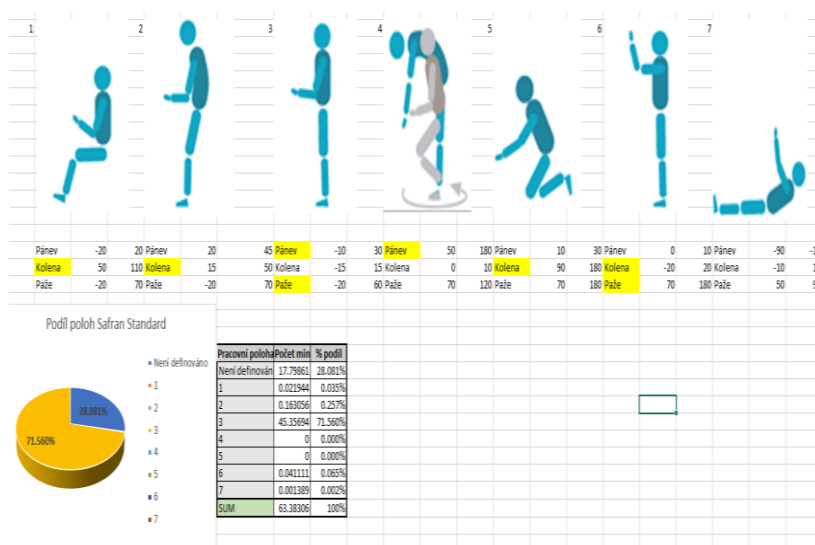 1 2 3 4 5 6 7
Pánev -20 20 Pánev 20 45 Pánev -10 30 Pánev 50 180 Pánev 10 30 Pánev 0 10 Pánev -90
Kolena 50 110 Kolena 15 50 Kolena -15 15 Kolena 0 10 Kolena 90 180 Kolena -20 20 Kolena -10
Paže -20 70 Paže -20 70 Paže -20 60 Paže 70 120 Paže 70 180 Paže 70 180 Paže 50
Podíl poloh Safran Standard
28.081%
71.560%
Není definováno
1
2
3
4
5
6
7
Pracovní poloha Počet min % podíl
Není definován 17.79861 28.081%
1 0.021944 0.035%
2 0.163056 0.257%
3 45.35694 71.560%
4 0 0.000%
5 0 0.000%
6 0.041111 0.065%
7 0.001389 0.002%
SUM 63.38306 100%